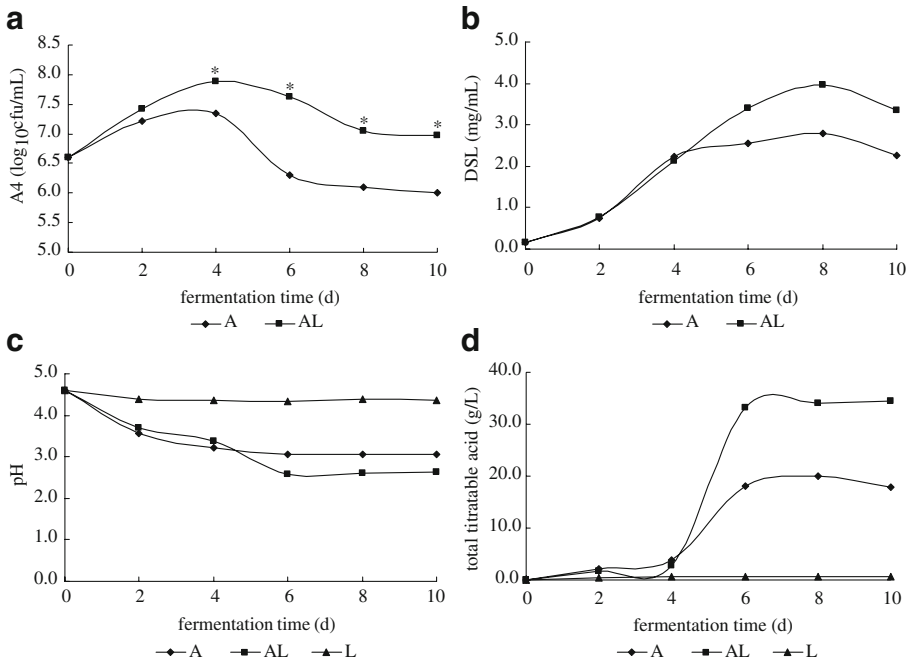 a
8.5
8.0
7.5
7.0
6.5
6.0
5.5
5.0
A4 (log10cfu/mL)
* * * *
0 2 4 6 8 10
fermentation time (d)
A AL
b
5.0
4.0
3.0
2.0
1.0
0.0
DSL (mg/mL)
0 2 4 6 8 10
fermentation time (d)
A AL
c
5.0
4.0
3.0
2.0
1.0
0.0
pH
0 2 4 6 8 10
fermentation time (d)
A AL L
d
40.0
30.0
20.0
10.0
0.0
total titratable acid (g/L)
0 2 4 6 8 10
fermentation time (d)
A AL L